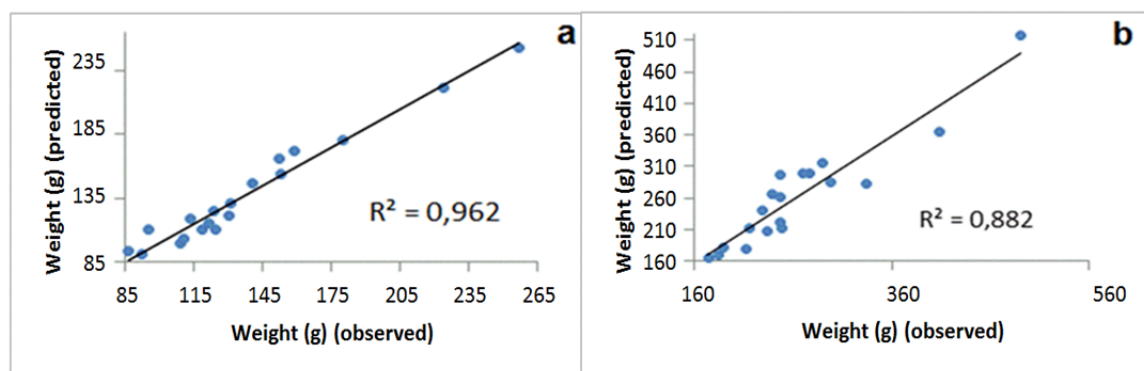 a
Weight (g) (predicted)
235
185
135
85
R² = 0,962
85 115 145 175 205 235 265
Weight (g) (observed)
b
Weight (g) (predicted)
510
460
410
360
310
260
210
160
R² = 0,882
160 360 560
Weight (g) (observed)